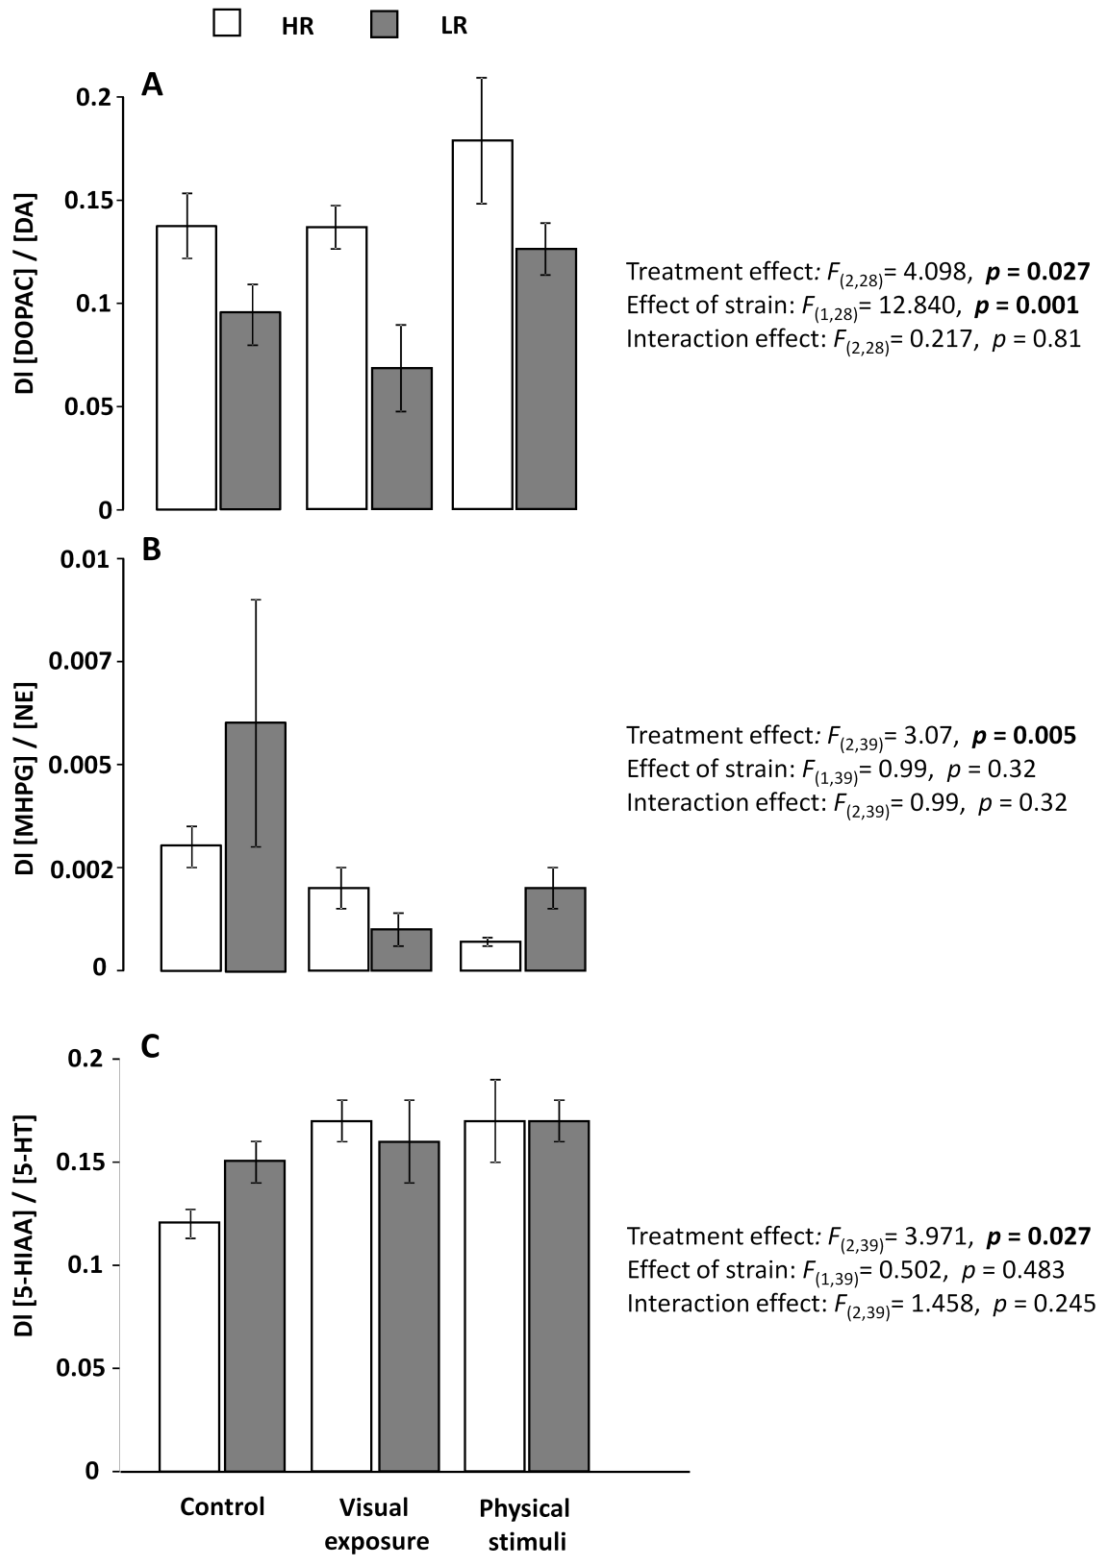 HR LR
A
0.2
0.15
0.1
0.05
0
Dl [DOPAC] / [DA]
Treatment effect: F(2,28)= 4.098, p = 0.027
Effect of strain: F(1,28)= 12.840, p = 0.001
Interaction effect: F(2,28)= 0.217, p = 0.81
B
0.01
0.007
0.005
0.002
0
Dl [MHPG] / [NE]
Treatment effect: F(2,39)= 3.07, p = 0.005
Effect of strain: F(1,39)= 0.99, p = 0.32
Interaction effect: F(2,39)= 0.99, p = 0.32
C
0.2
0.15
0.1
0.05
0
Dl [5-HIAA] / [5-HT]
Treatment effect: F(2,39)= 3.971, p = 0.027
Effect of strain: F(1,39)= 0.502, p = 0.483
Interaction effect: F(2,39)= 1.458, p = 0.245
Control
Visual
exposure
Physical
stimuli